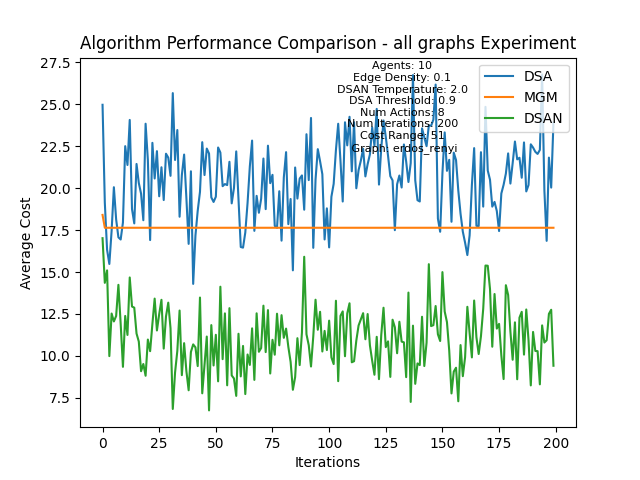 Algorithm Performance Comparison - all graphs Experiment
Agents: 10
Edge Density: 0.1
DSAN Temperature: 2.0
DSA Threshold: 0.9
Num Actions: 8
Num Iterations: 200
Cost Range: 51
Graph: erdos_renyi
DSA
MGM
DSAN
Average Cost
27.5
25.0
22.5
20.0
17.5
15.0
12.5
10.0
7.5
0 25 50 75 100 125 150 175 200
Iterations